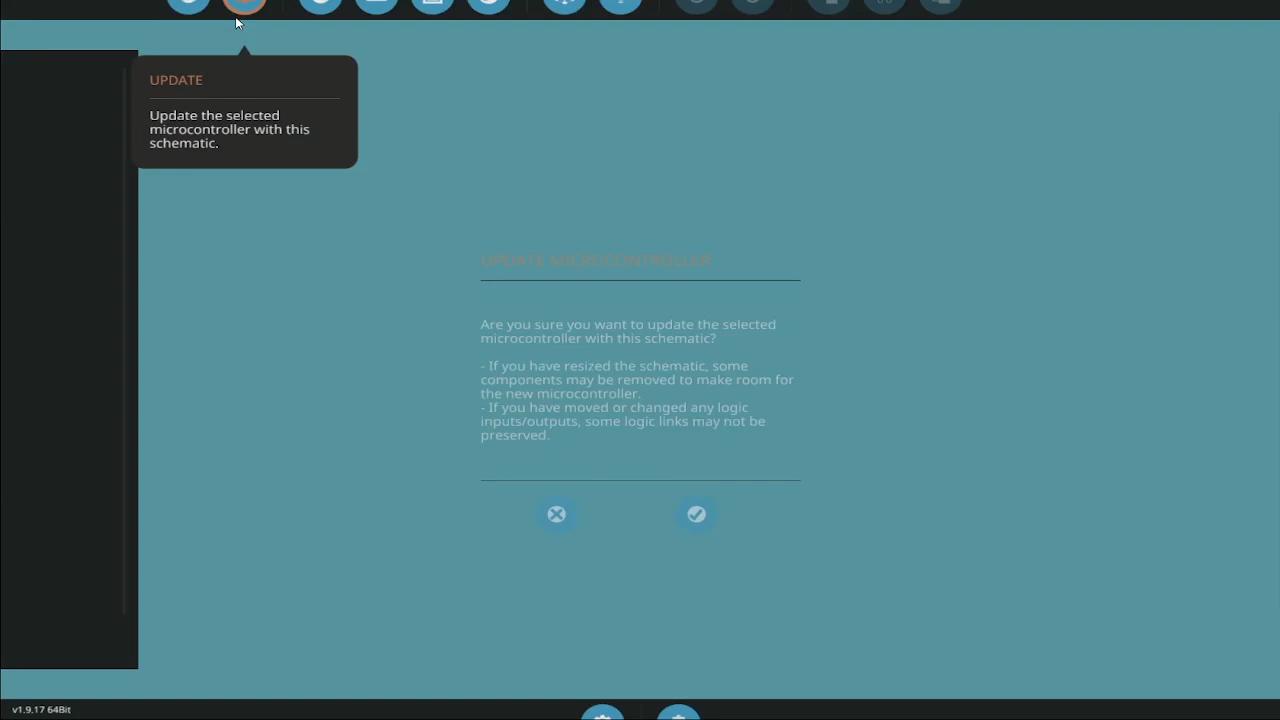 UPDATE
Update the selected
microcontroller with this
schematic.
UPDATE MICROCONTROLLER
Are you sure you want to update the selected
microcontroller with this schematic?
- If you have resized the schematic, some
components may be removed to make room for
the new microcontroller.
- If you have moved or changed any logic
inputs/outputs, some logic links may not be
preserved.
v1.9.17 64Bit